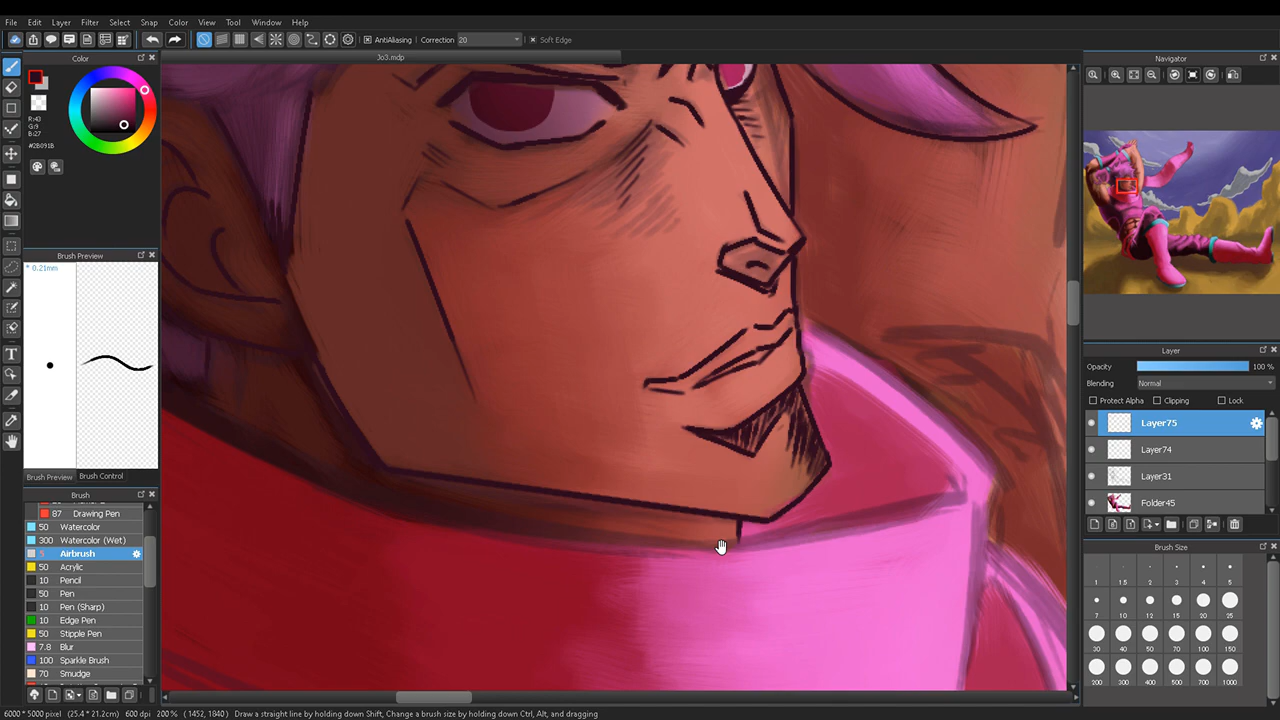 File Edit Layer Filter Select Snap Color View Tool Window Help
AntiAliasing Correction 20 Soft Edge
Jo3.mdp
Color
R:43
G:9
B:27
#2B091B
Brush Preview
* 0.21mm
Brush Preview Brush Control
Brush
87 Drawing Pen
50 Watercolor
300 Watercolor (Wet)
Airbrush
50 Acrylic
10 Pencil
50 Pen
10 Pen (Sharp)
10 Edge Pen
50 Stipple Pen
7.8 Blur
100 Sparkle Brush
70 Smudge
Navigator
Layer
Opacity 100 %
Blending Normal
Protect Alpha Clipping Lock
Layer75
Layer74
Layer31
Folder45
Brush Size
1 1.5 2 3 4 5
7 10 12 15 20 25
30 40 50 70 100 150
200 300 400 500 700 1000
6000 * 5000 pixel (25.4 * 21.2cm) 600 dpi 200 % (1452, 1840) Draw a straight line by holding down Shift, Change a brush size by holding down Ctrl, Alt, and dragging